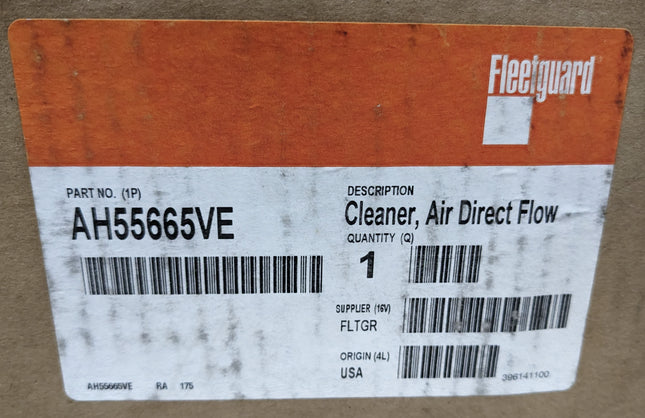 Fleetguard
PART NO. (1P)
AH55665VE
DESCRIPTION
Cleaner, Air Direct Flow
QUANTITY (Q)
1
SUPPLIER (16V)
FLTGR
ORIGIN (4L)
USA
396141100
AH55665VE RA 175